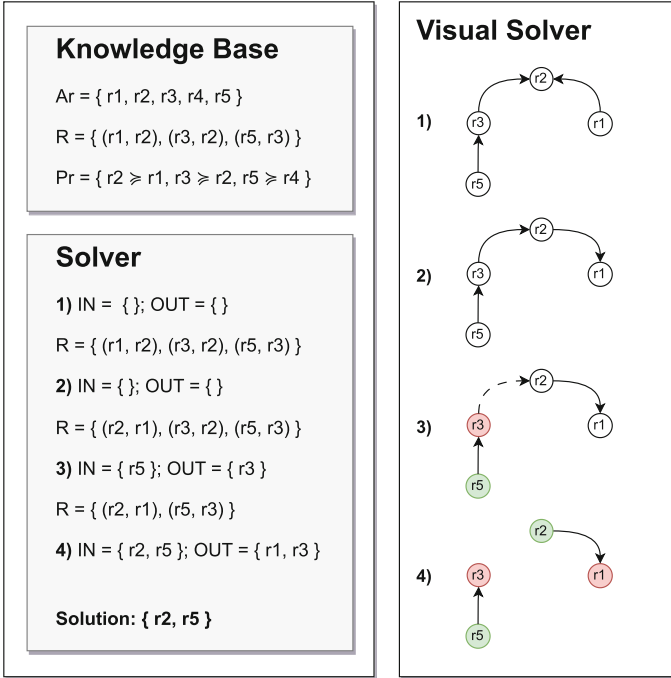 Knowledge Base
Ar = { r1, r2, r3, r4, r5 }
R = { (r1, r2), (r3, r2), (r5, r3) }
Pr = { r2 ≽ r1, r3 ≽ r2, r5 ≽ r4 }
Solver
1) IN = { }; OUT = { }
R = { (r1, r2), (r3, r2), (r5, r3) }
2) IN = { }; OUT = { }
R = { (r2, r1), (r3, r2), (r5, r3) }
3) IN = { r5 }; OUT = { r3 }
R = { (r2, r1), (r5, r3) }
4) IN = { r2, r5 }; OUT = { r1, r3 }
Solution: { r2, r5 }
Visual Solver
r2
1) r3 r1
r5
r2
2) r3 r1
r5
r2
3) r3 r1
r5
r2
4) r3 r1
r5